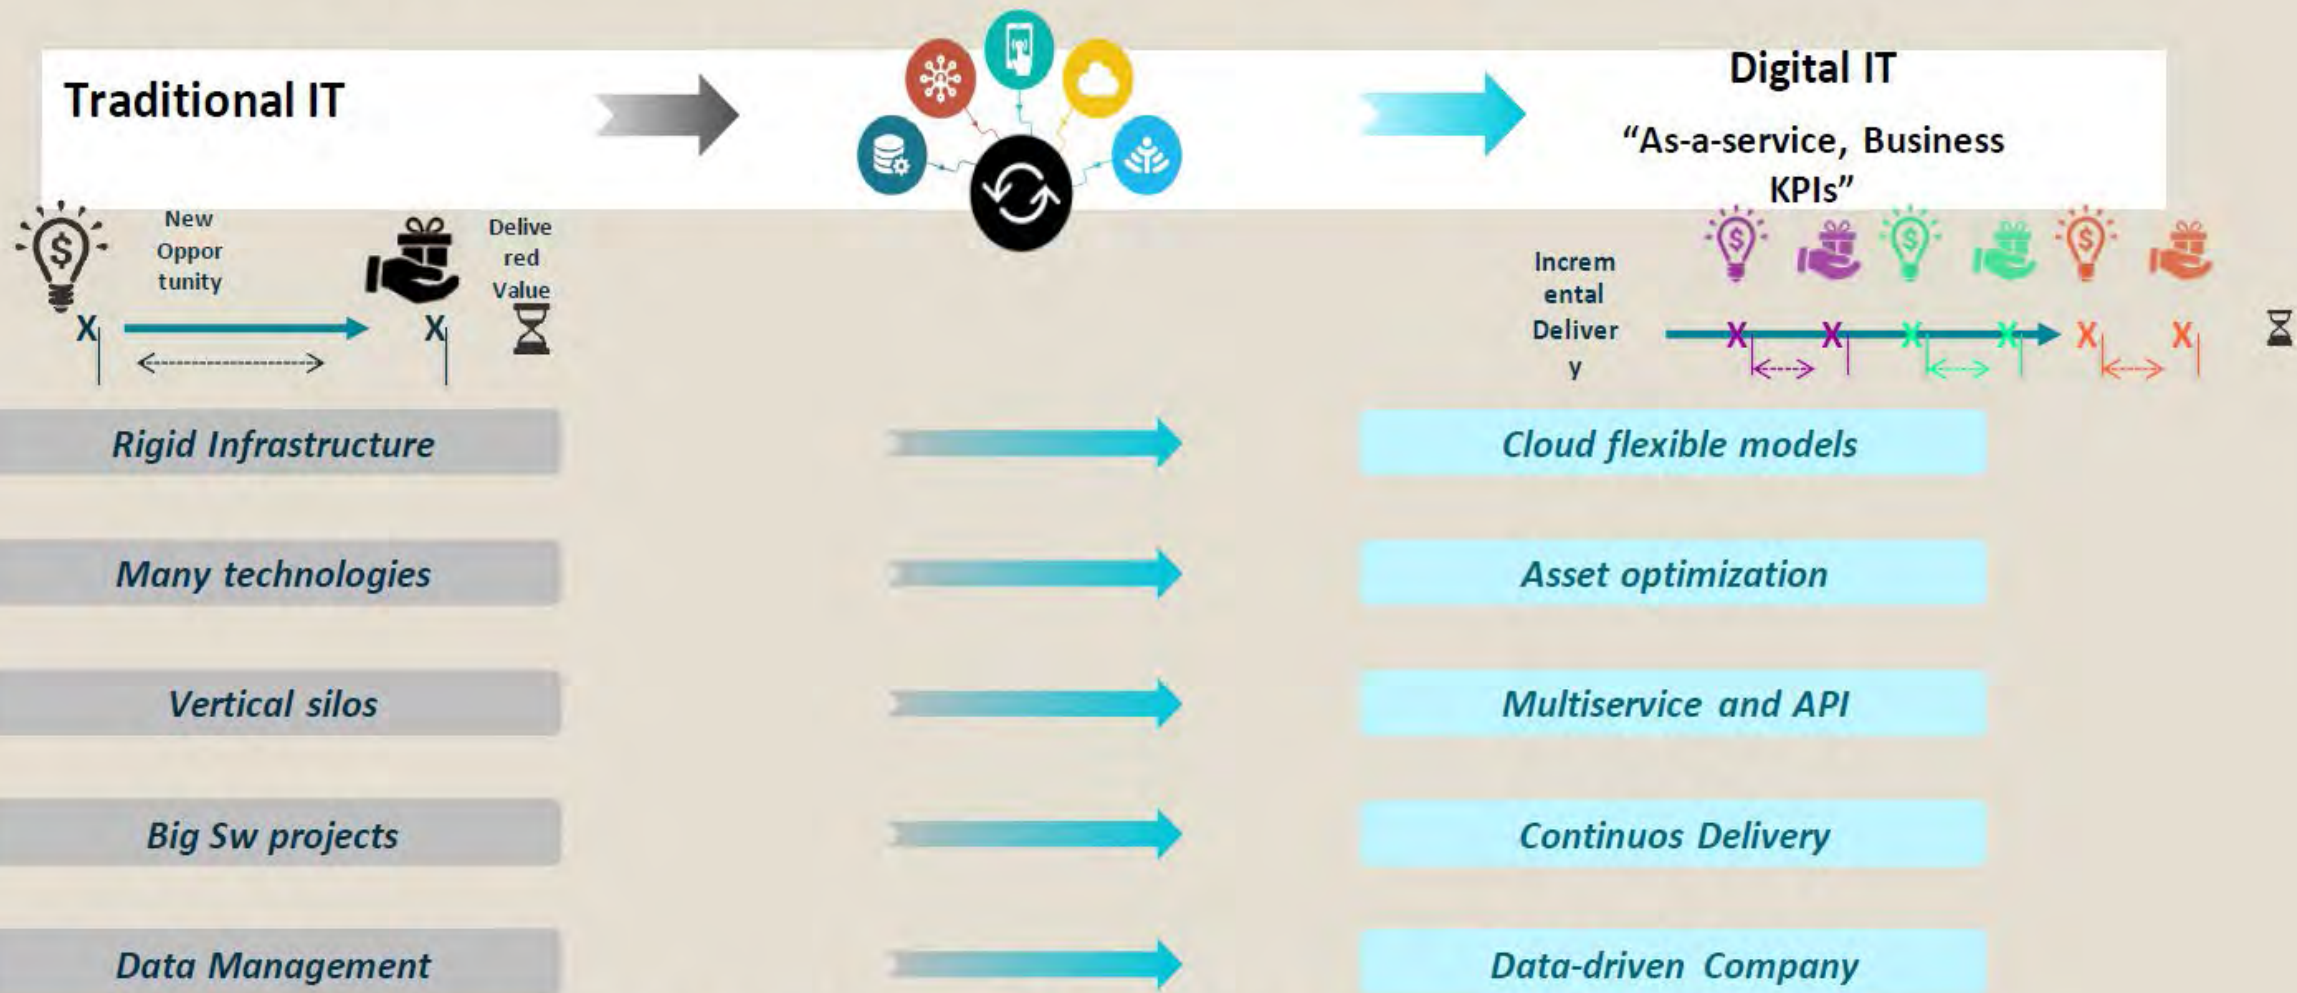 Traditional IT
Digital IT
“As-a-service, Business
KPIs”
New
Oppor
tunity
Delive
red
Value
X
X
Increm
ental
Deliver
y
X
X
X
X
X
X
Rigid Infrastructure
Cloud flexible models
Many technologies
Asset optimization
Vertical silos
Multiservice and API
Big Sw projects
Continuos Delivery
Data Management
Data-driven Company